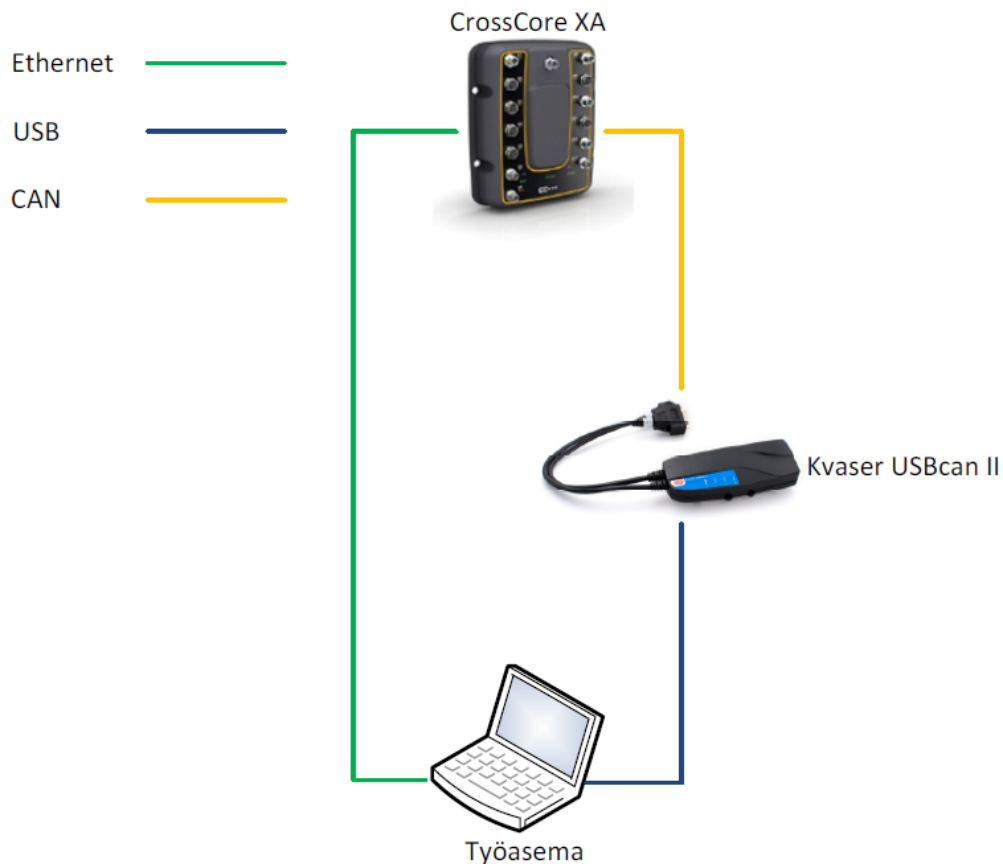 CrossCore XA
Ethernet
USB
CAN
Kvaser USBcan II
Työasema